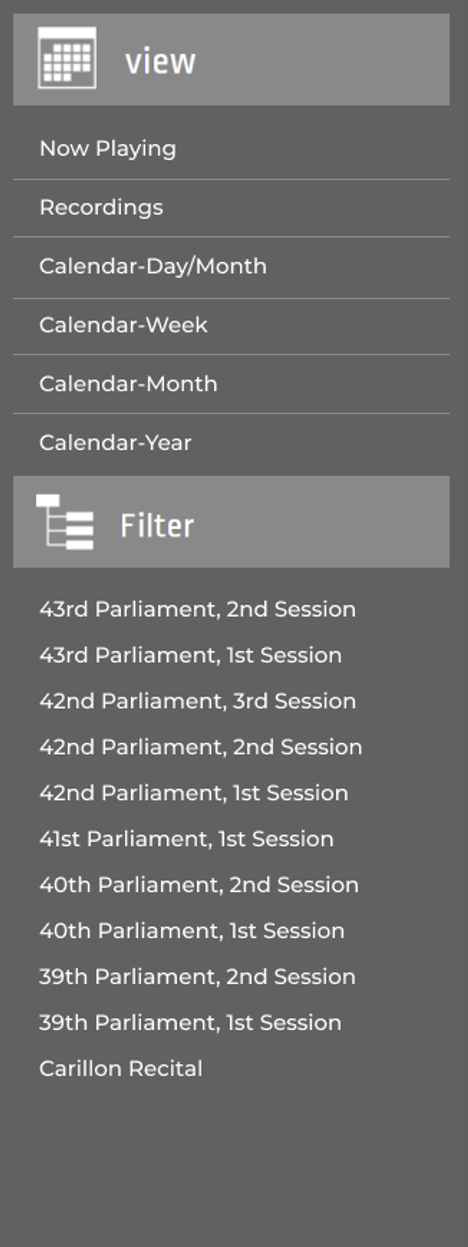 view
Now Playing
Recordings
Calendar-Day/Month
Calendar-Week
Calendar-Month
Calendar-Year
Filter
43rd Parliament, 2nd Session
43rd Parliament, 1st Session
42nd Parliament, 3rd Session
42nd Parliament, 2nd Session
42nd Parliament, 1st Session
41st Parliament, 1st Session
40th Parliament, 2nd Session
40th Parliament, 1st Session
39th Parliament, 2nd Session
39th Parliament, 1st Session
Carillon Recital